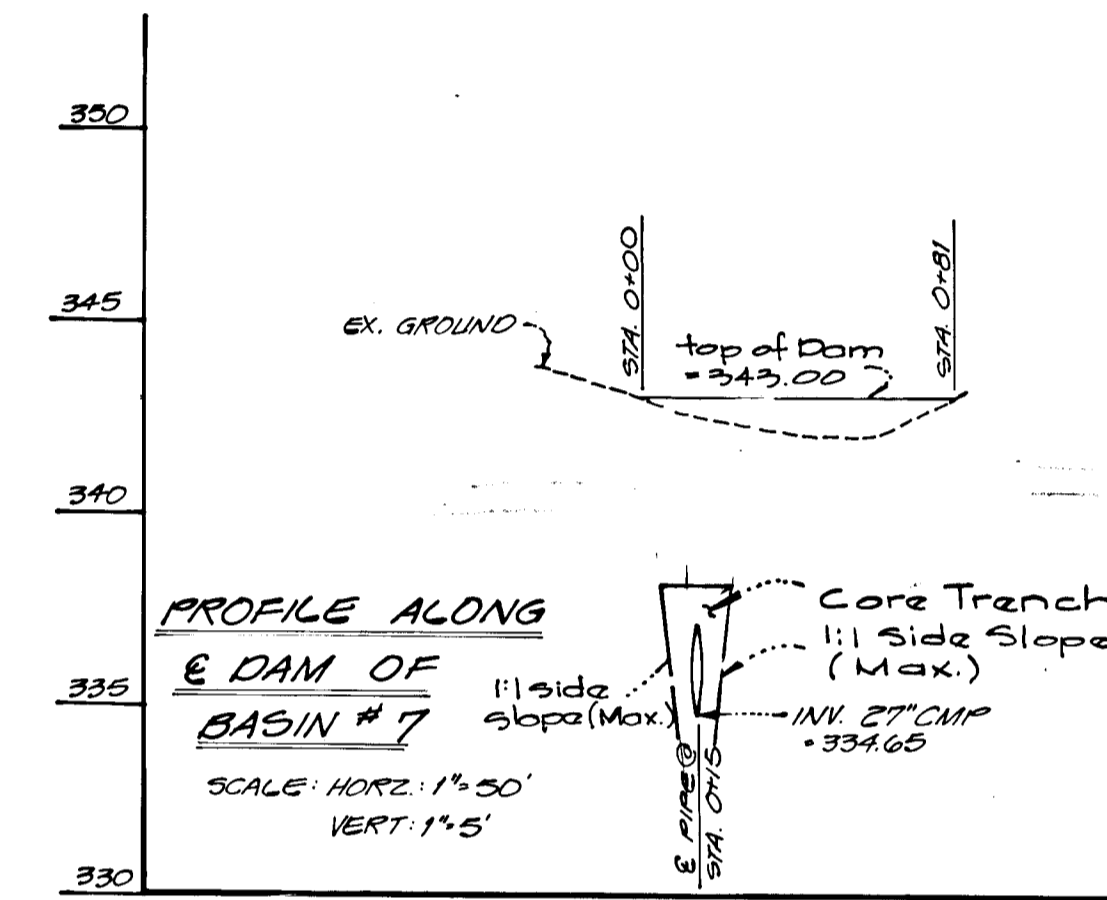 350
345
340
335
330
EX. GROUND
STA. 0+00
top of Dam
= 343.00
STA. 0+81
PROFILE ALONG
℄ DAM OF
BASIN # 7
SCALE: HORZ.: 1"=50'
VERT: 1"=5'
1:1 side
slope (Max.)
Core Trench
1:1 Side Slope
(Max.)
INV. 27" CMP
= 334.65
℄ PIPE @
STA. 0+15